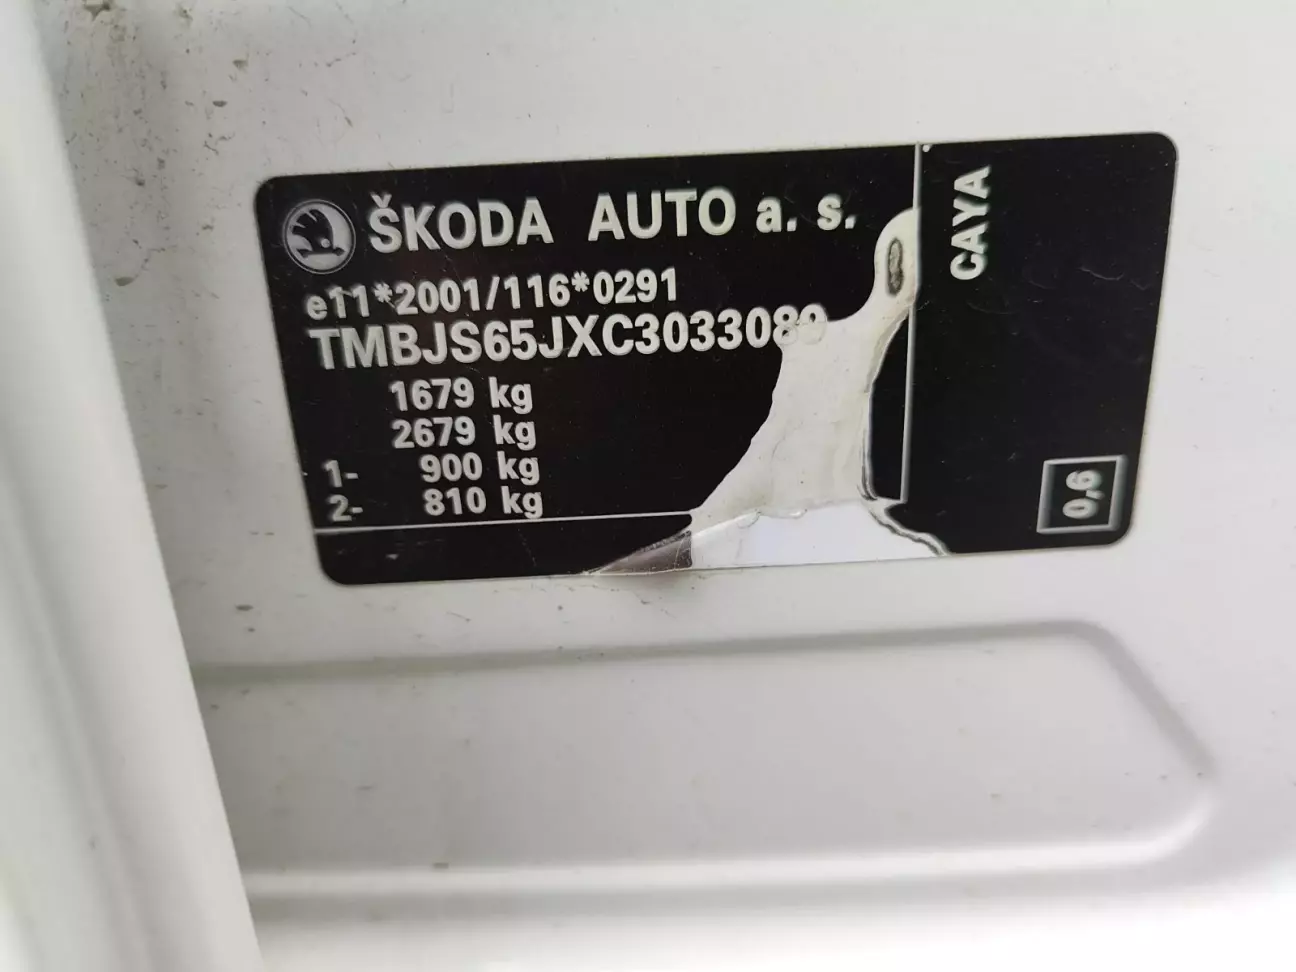 ŠKODA AUTO a. s.
e11*2001/116*0291
TMBJS65JXC3033089
1679 kg
2679 kg
1- 900 kg
2- 810 kg
CAYA
0,6